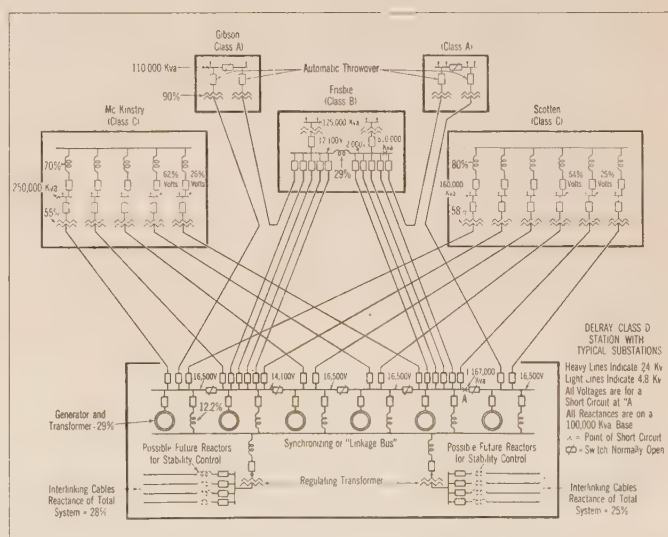 Gibson
Class A)
110 000 Kva
Automatic Throwover
(Class A)
90%
Frisbie
(Class B)
Mc Kinstry
(Class C)
Scotten
(Class C)
125,000 Kva
29%
70%
62%
Volts
26%
Volts
250,000
Kva
55%
80%
64%
Volts
25%
Volts
160,000
Kva
58
DELRAY CLASS D
STATION WITH
TYPICAL SUBSTATIONS
Heavy Lines Indicate 24 Kv
Light Lines Indicate 4.8 Kv
All Voltages are for a
Short Circuit at "A
All Reactances are on a
100,000 Kva Base
= Point of Short Circuit
= Switch Normally Open
16,500V
14,100V
16,500V
16,500V
1 167,000
Kva
A
16,500V
Generator and
Transformer-29%
12.2%
Synchronizing or "Linkage Bus"
Possible Future Reactors
for Stability Control
Possible Future Reactors
for Stability Control
Regulating Transformer
Interlinking Cables
Reactance of Total
System = 28%
Interlinking Cables
Reactance of Total
System = 25%